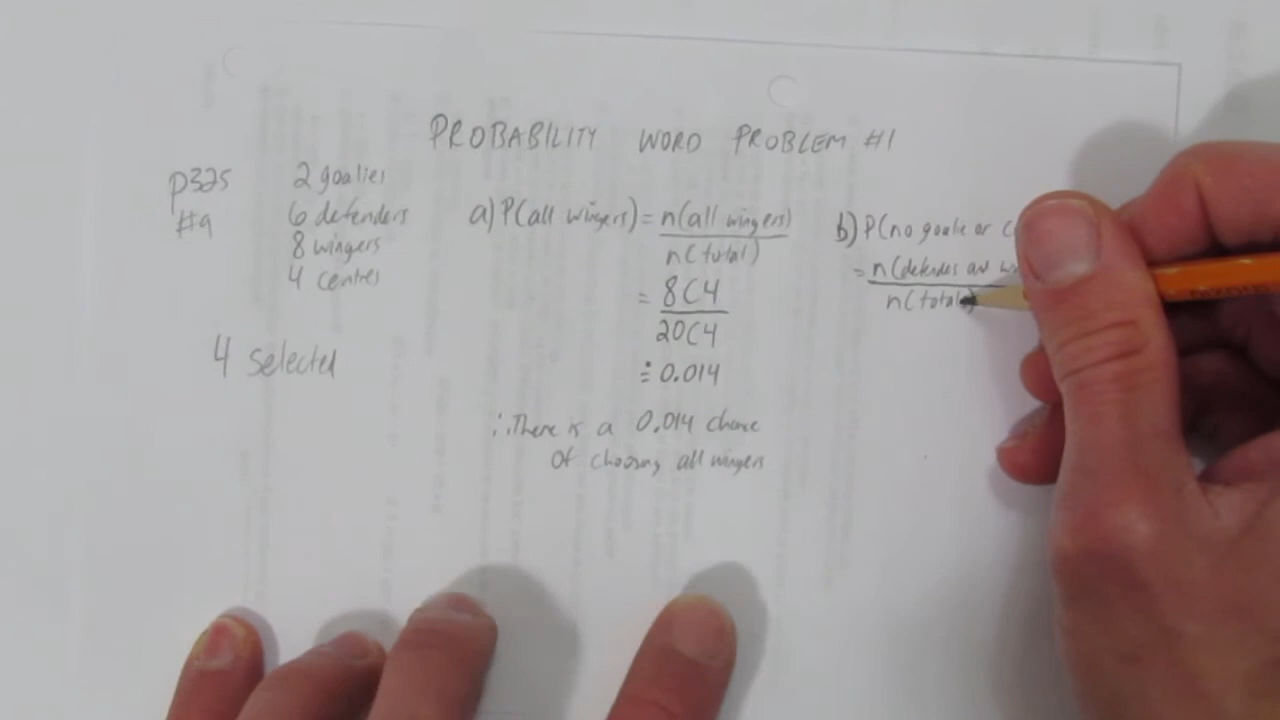 PROBABILITY WORD PROBLEM #1
p325
#9
2 goalies
6 defenders
8 wingers
4 centres
4 selected
a) P(all wingers) = n(all wingers)
n(total)
= 8C4
20C4
≐ 0.014
∴ There is a 0.014 chance
of choosing all wingers
b) P(no goalie or
= n(defendes
n(total)